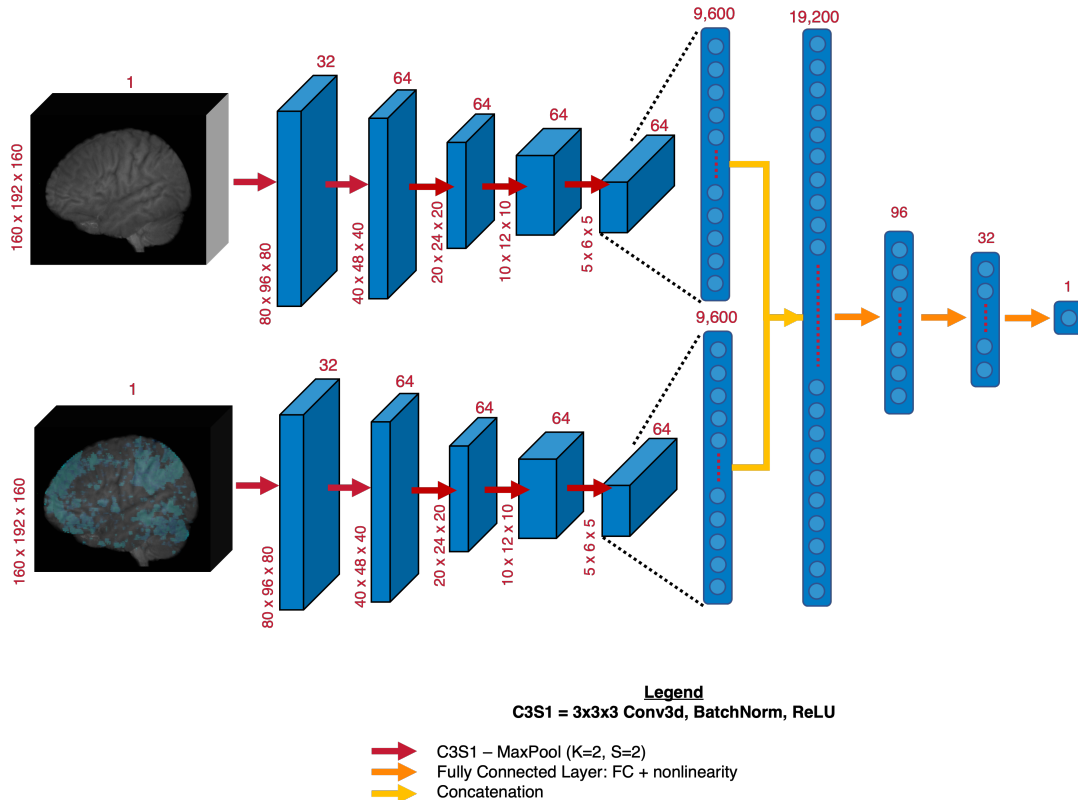 1
160 x 192 x 160
32
80 x 96 x 80
64
40 x 48 x 40
64
20 x 24 x 20
64
10 x 12 x 10
64
5 x 6 x 5
9,600
19,200
96
32
1
1
160 x 192 x 160
32
80 x 96 x 80
64
40 x 48 x 40
64
20 x 24 x 20
64
10 x 12 x 10
64
5 x 6 x 5
9,600
Legend
C3S1 = 3x3x3 Conv3d, BatchNorm, ReLU
C3S1 – MaxPool (K=2, S=2)
Fully Connected Layer: FC + nonlinearity
Concatenation